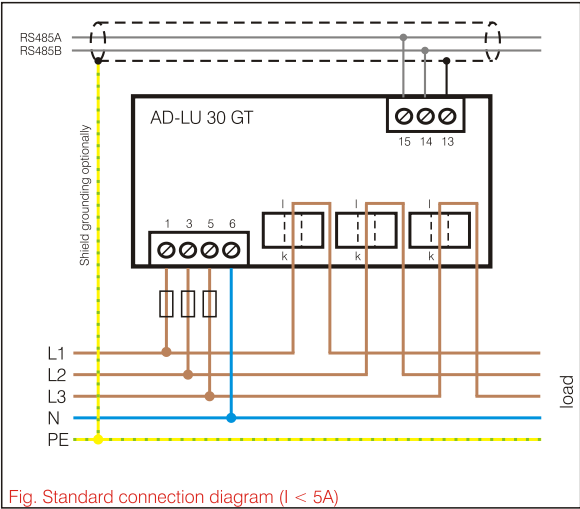 RS485A
RS485B
AD-LU 30 GT
15 14 13
Shield grounding optionally
1 3 5 6
l l l
k k k
L1
L2
L3
N
PE
load
Fig. Standard connection diagram (I < 5A)